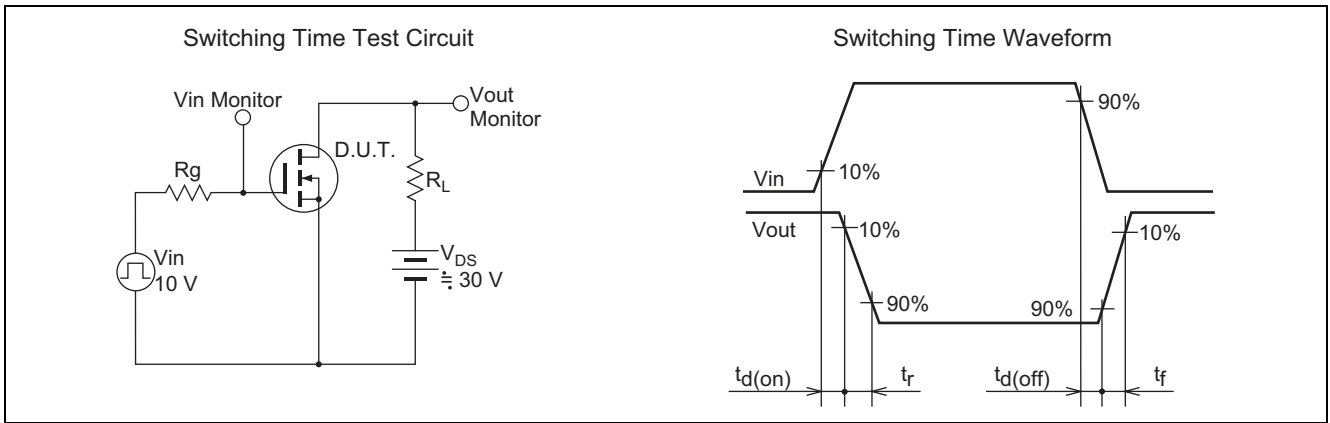 Switching Time Test Circuit
Vin Monitor
Vout
Monitor
D.U.T.
Rg
RL
Vin
10 V
VDS
≒ 30 V
Switching Time Waveform
90%
10%
Vin
Vout
10%
10%
90%
90%
td(on)
tr
td(off)
tf